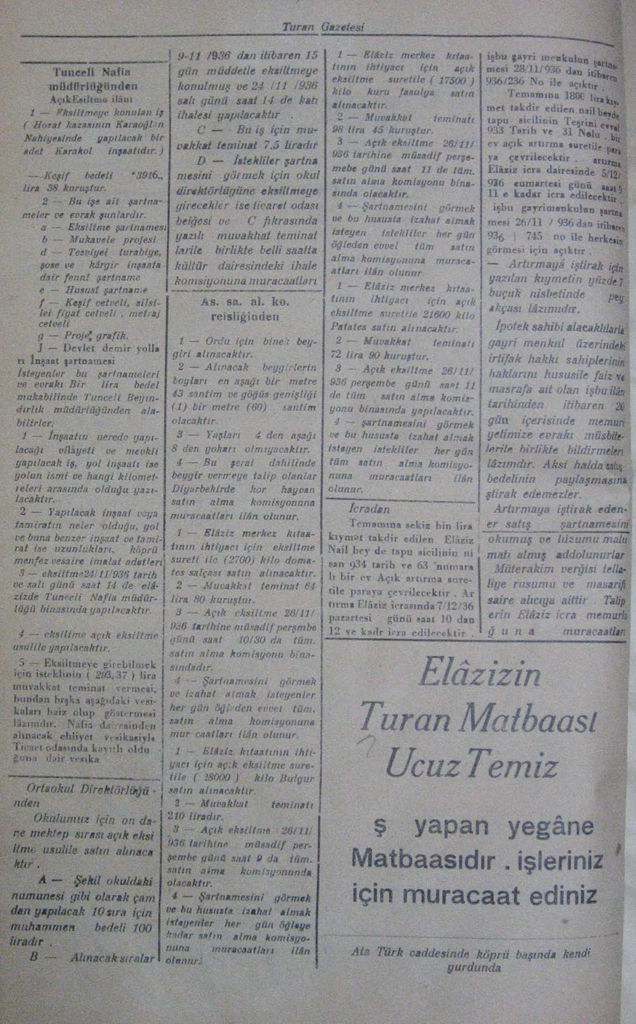 Turan Gazetesi
Tunceli Nafia
müdürlüğünden
Açık Eksiltme ilânı
1 — Eksiltmeye konulan iş
( Hozat kazasının Karaoğlan
Nahiyesinde yapılacak bir
adet Karakol inşaatıdır.)
—Keşif bedeli
lira 38 kuruştur.
2 — Bu işe ait şartna-
meler ve evrak şunlardır.
a — Eksiltme şartnamesi
b — Mukavele projesi
d — Tesviyei turabiye,
şose ve kârgir inşaata
dair fennî şartname
e — Hususî şartname
f — Keşif cetveli, silsi-
lei fiyat cetveli , metraj
cetveli
g — Proje, grafik.
J — Devlet demir yolla
rı İnşaat şartnamesi
İsteyenler bu şartnameleri
ve evrakı Bir lira bedel
mukabilinde Tunceli Bayın-
dırlık müdürlüğünden ala-
bilirler.
1 — İnşaatın nerede yapı-
lacağı vilâyeti ve mevkii
yapılacak iş, yol inşaatı ise
yolun ismi ve hangi kilomet-
releri arasında olduğu yazı-
lacaktır.
2 — Yapılacak inşaat veya
tamiratın neler olduğu, yol
ve buna benzer inşaat ve tami-
rat ise uzunlukları, köprü
menfez vesaire imalat adetleri
3 — eksiltme 24/11/936 tarih
ve salı günü saat 14 de elâ-
zizde Tunceli Nafia müdür-
lüğü binasında yapılacaktır.
4 — eksiltme açık eksiltme
usulile yapılacaktır.
5 — Eksiltmeye girebilmek
için isteklinin ( 293,37 ) lira
muvakkat teminat vermesi,
bundan başka aşağıdaki vesi-
kaları haiz olup göstermesi
lâzımdır. Nafia dairesinden
alınacak ehliyet vesikasiyle
Ticaret odasında kayıtlı oldu
ğuna dair vesika
Ortaokul Direktörlüğü-
nden
Okulumuz için on da-
ne mektep sırası açık eksi
ltme usulile satın alınaca
ktır .
A — Şekil okuldaki
numunesi gibi olarak çam
dan yapılacak 10 sıra için
muhammen bedeli 100
liradır .
B — Alınacak sıralar
9-11 /936 dan itibaren 15
gün müddetle eksiltmeye
konulmuş ve 24 /11 /936
salı günü saat 14 de kati
ihalesi yapılacaktır .
C — Bu iş için mu-
vakkat teminat 7,5 liradır
D — İstekliler şartna
mesini görmek için okul
direktörlüğüne eksiltmeye
girecekler ise ticaret odası
belgesi ve C fıkrasında
yazılı muvakkat teminat
larile birlikte belli saatta
kültür dairesindeki ihale
komisyonuna müracaatları
As. sa. al. ko.
reisliğinden
1 — Ordu için binek bey-
giri alınacaktır.
2 — Alınacak beygirlerin
boyları en aşağı bir metre
43 santim ve göğüs genişliği
(1) bir metre (60) santim
olacaktır.
3 — Yaşları 4 den aşağı
8 den yokarı olmıyacaktır.
4 — Bu şerai dahilinde
beygir vermeye talip olanlar
Diyarbekirde hor hayvan
satın alma komisyonuna
müracaatları ilân olunur.
1 — Elâziz merkez kıtaa-
tının ihtiyacı için eksiltme
sureti ile (2700) kilo doma-
tes salçası satın alınacaktır.
2 — Muvakkat teminat 64
lira 80 kuruştur.
3 — Açık eksiltme 26/11/
936 tarihine müsadif perşembe
günü saat 10/30 da tüm.
satın alma komisyonu bina-
sındadır.
4 — Şartnamesini görmek
ve izahat almak isteyenler
her gün öğleden evvel tüm.
satın alma komisyonuna
mur caatları ilân olunur.
1 — Elâziz kıtaatının ihti-
yacı için açık eksiltme sure-
tile ( 28000 ) kilo Bulgur
satın alınacaktır.
2 — Muvakkat teminatı
210 liradır.
3 — Açık eksiltme 26/11/
936 tarihine müsadif per-
şembe günü saat 9 da tüm.
satın alma komisyonunda
olacaktır.
4 — Şartnamesini görmek
ve bu hususta izahat almak
isteyenler her gün öğleye
kadar satın alma komisyo-
nuna müracaatları ilân
olunur.
1 — Elâziz merkez kıtaa-
tının ihtiyacı için açık
eksiltme suretile ( 17500 )
kilo kuru fasulya satın
alınacaktır.
2 — Muvakkat teminatı
98 lira 45 kuruştur.
3 — Açık eksiltme 26/11/
936 tarihine müsadif perşe-
mbe günü saat 11 de tüm.
satın alma komisyonu bina-
sında olacaktır.
4 — Şartnamesini görmek
ve bu hususta izahat almak
isteyen istekliler her gün
öğleden evvel tüm satın
alma komisyonuna muraca-
atları ilân olunur
1 — Elâziz merkez kıtaa-
tının ihtiyacı için açık
eksiltme suretile 21600 kilo
Patates satın alınacaktır.
2 — Muvakkat teminatı
72 lira 90 kuruştur.
3 — Açık eksiltme 26/11/
936 perşembe günü saat 11
de tüm satın alma komis-
yonu binasında yapılacaktır.
4 — şartnamesini görmek
ve bu hususta izahat almak
isteyen istekliler her gün
tüm satın alma komisyo-
nuna müracaatları ilân
olunur.
İcradan
Temamına sekiz bin lira
kıymet takdir edilen Elâziz
Nail bey de tapu sicilinin ni
san 934 tarih ve 63 numara
lı bir ev Açık artırma sure-
tile paraya çevrilecektir . Ar
tırma Elâziz icrasında 7/12/36
pazartesi günü saat 10 dan
12 ve kadr icra edilecektir .
işbu gayri menkulun şartna
mesi 28/11/936 dan itibaren
936/236 No ile açıktır .
Temamına 1800 lira kıy-
met takdir edilen nail beyde
tapu sicilinin Teşrini evvel
933 Tarih ve 31 Nolu bir
ev açık artırma suretile para
ya çevrilecektir . artırma
Elâziz icra dairesinde 5/12/
936 cumartesi günü saat 9
11 e kadar icra edilecektir .
işbu gayrimenkulun şartna
mesi 26/11 / 936 dan itibaren
936 | 745 no ile herkesin
görmesi için açıktır .
— Artırmaya iştirak için
yazılan kıymetin yüzde 7
buçuk nisbetinde pey
akçası lâzımdır.
İpotek sahibi alacaklılarla
gayri menkul üzerindeki
irtifak hakkı sahiplerinin
haklarını hususile faiz ve
masrafa ait olan işbu ilân
tarihinden itibaren 20
gün içerisinde memuri
yetimize evrakı müsbite-
lerile birlikte bildirmeleri
lâzımdır. Aksi halda satış
bedelinin paylaşmasına
iştirak edemezler.
Artırmaya iştirak eden-
er satış şartnamesini
okumuş ve lüzumu malu
matı almış addolunurlar
Müterakim vergisi tella-
liye rusumu ve masarifi
saire alıcıya aittir . Talip
erin Elâziz icra memurlu
ğ u n a muracaatları
Elâzizin
Turan Matbaası
Ucuz Temiz
ş yapan yegâne
Matbaasıdır . işleriniz
için muracaat ediniz
Ata Türk caddesinde köprü başında kendi
yurdunda